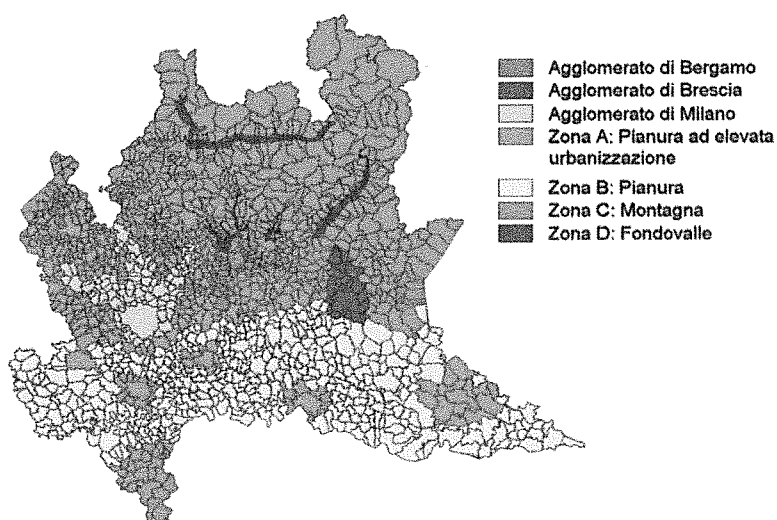 Agglomerato di Bergamo
Agglomerato di Brescia
Agglomerato di Milano
Zona A: Pianura ad elevata
urbanizzazione
Zona B: Pianura
Zona C: Montagna
Zona D: Fondovalle